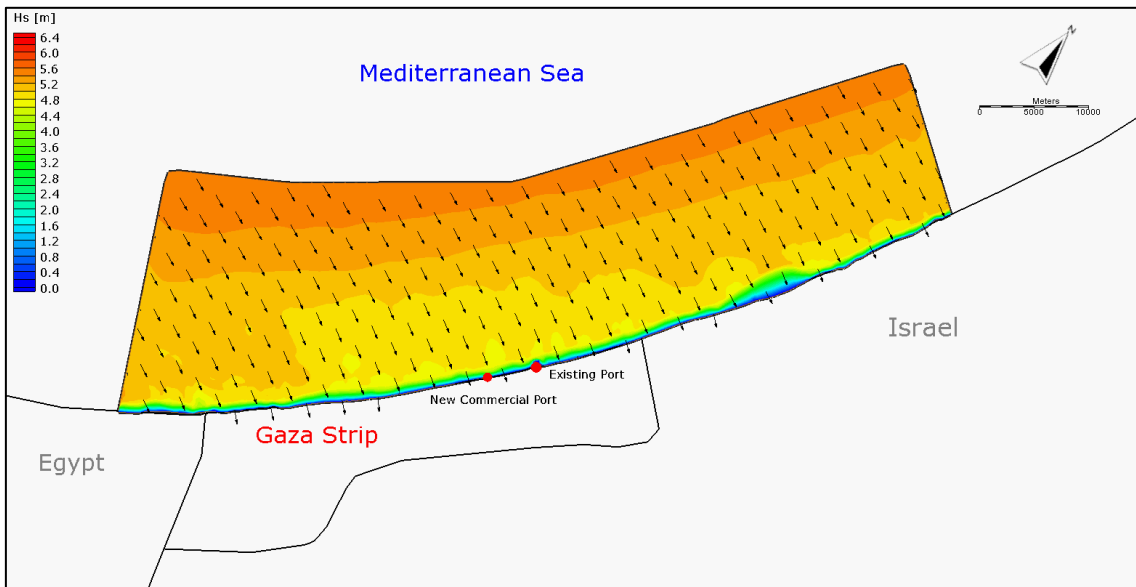 Hs [m]
6.4
6.0
5.6
5.2
4.8
4.4
4.0
3.6
3.2
2.8
2.4
2.0
1.6
1.2
0.8
0.4
0.0
Mediterranean Sea
N
Meters
0 5000 10000
Israel
Existing Port
New Commercial Port
Gaza Strip
Egypt